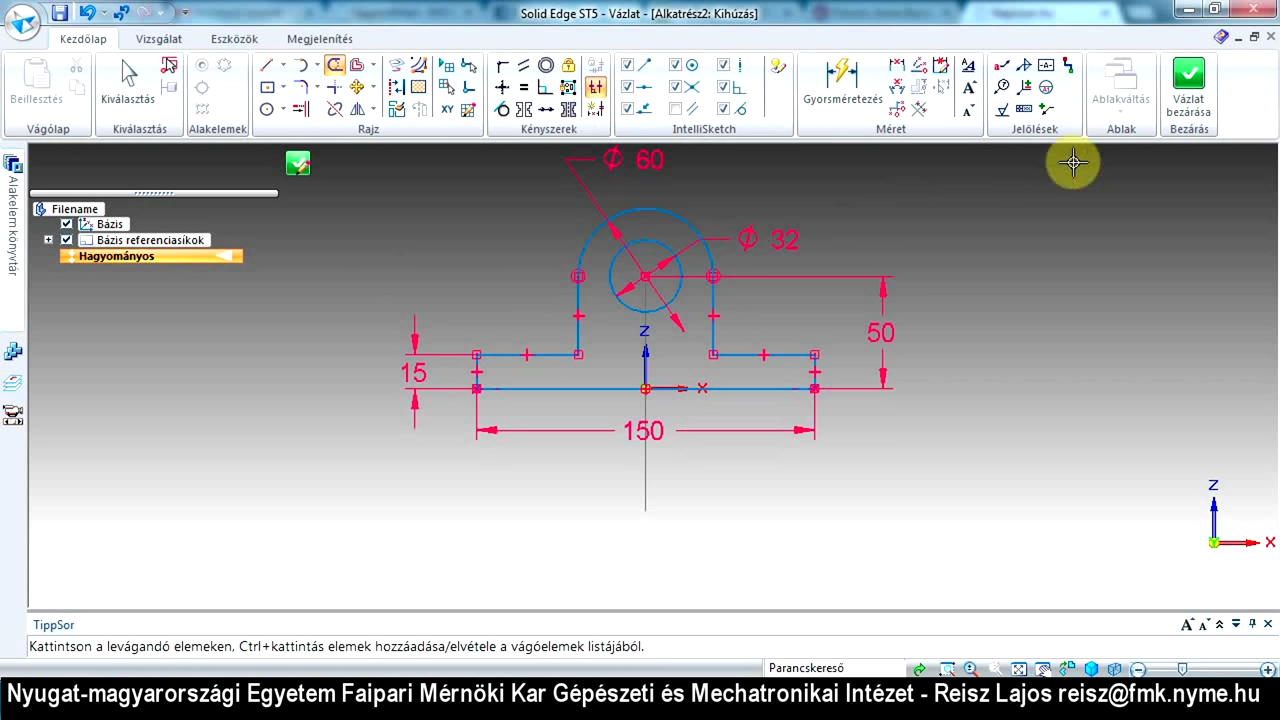 Solid Edge ST5 - Vázlat - [Alkatrész2: Kihúzás]
Kezdőlap
Vizsgálat
Eszközök
Megjelenítés
Beillesztés
Kiválasztás
Gyorsméretezés
Ablakváltás
Vázlat
bezárása
Vágólap
Kiválasztás
Alakelemek
Rajz
Kényszerek
IntelliSketch
Méret
Jelölések
Ablak
Bezárás
Alakelem könyvtár
Filename
Bázis
Bázis referenciasíkok
Hagyományos
Ø 60
Ø 32
50
15
150
Z
X
Z
X
TippSor
Kattintson a levágandó elemeken, Ctrl+kattintás elemek hozzáadása/elvétele a vágóelemek listájából.
Parancskereső
Nyugat-magyarországi Egyetem Faipari Mérnöki Kar Gépészeti és Mechatronikai Intézet - Reisz Lajos reisz@fmk.nyme.hu